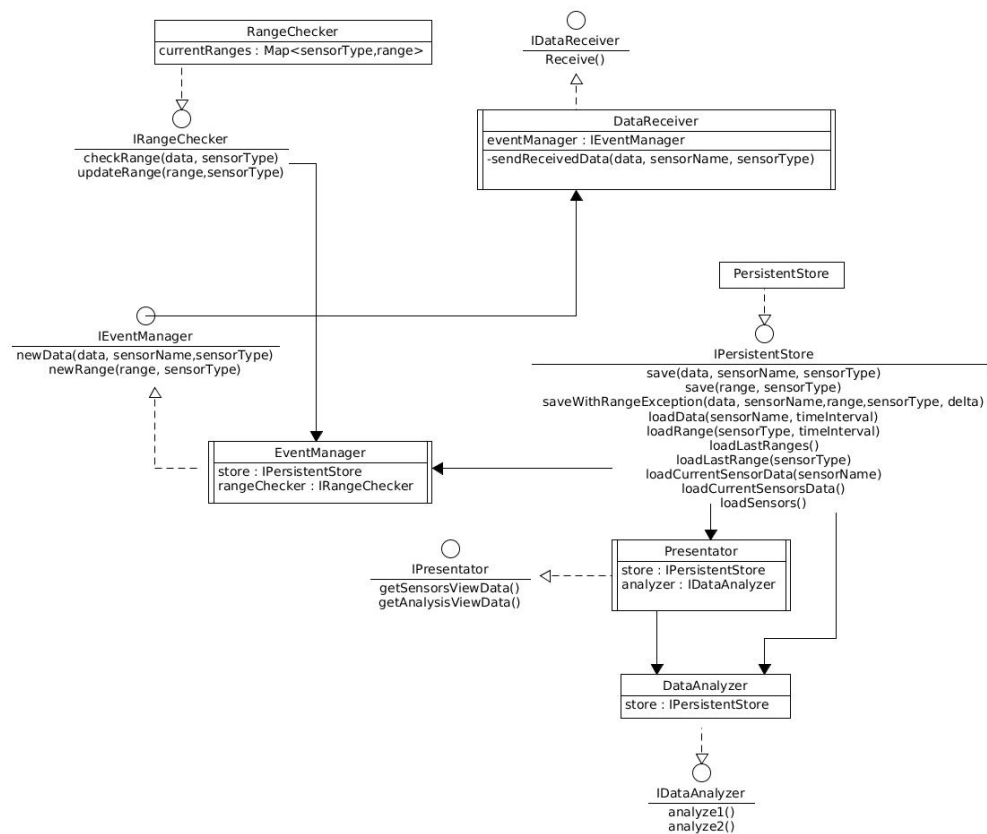 RangeChecker
currentRanges : Map<sensorType,range>
IRangeChecker
checkRange(data, sensorType)
updateRange(range,sensorType)
IDataReceiver
Receive()
DataReceiver
eventManager : IEventManager
-sendReceivedData(data, sensorName, sensorType)
IEventManager
newData(data, sensorName,sensorType)
newRange(range, sensorType)
PersistentStore
IPersistentStore
save(data, sensorName, sensorType)
save(range, sensorType)
saveWithRangeException(data, sensorName,range,sensorType, delta)
loadData(sensorName, timeInterval)
loadRange(sensorType, timeInterval)
loadLastRanges()
loadLastRange(sensorType)
loadCurrentSensorData(sensorName)
loadCurrentSensorsData()
loadSensors()
EventManager
store : IPersistentStore
rangeChecker : IRangeChecker
IPresentator
getSensorsViewData()
getAnalysisViewData()
Presentator
store : IPersistentStore
analyzer : IDataAnalyzer
DataAnalyzer
store : IPersistentStore
IDataAnalyzer
analyze1()
analyze2()